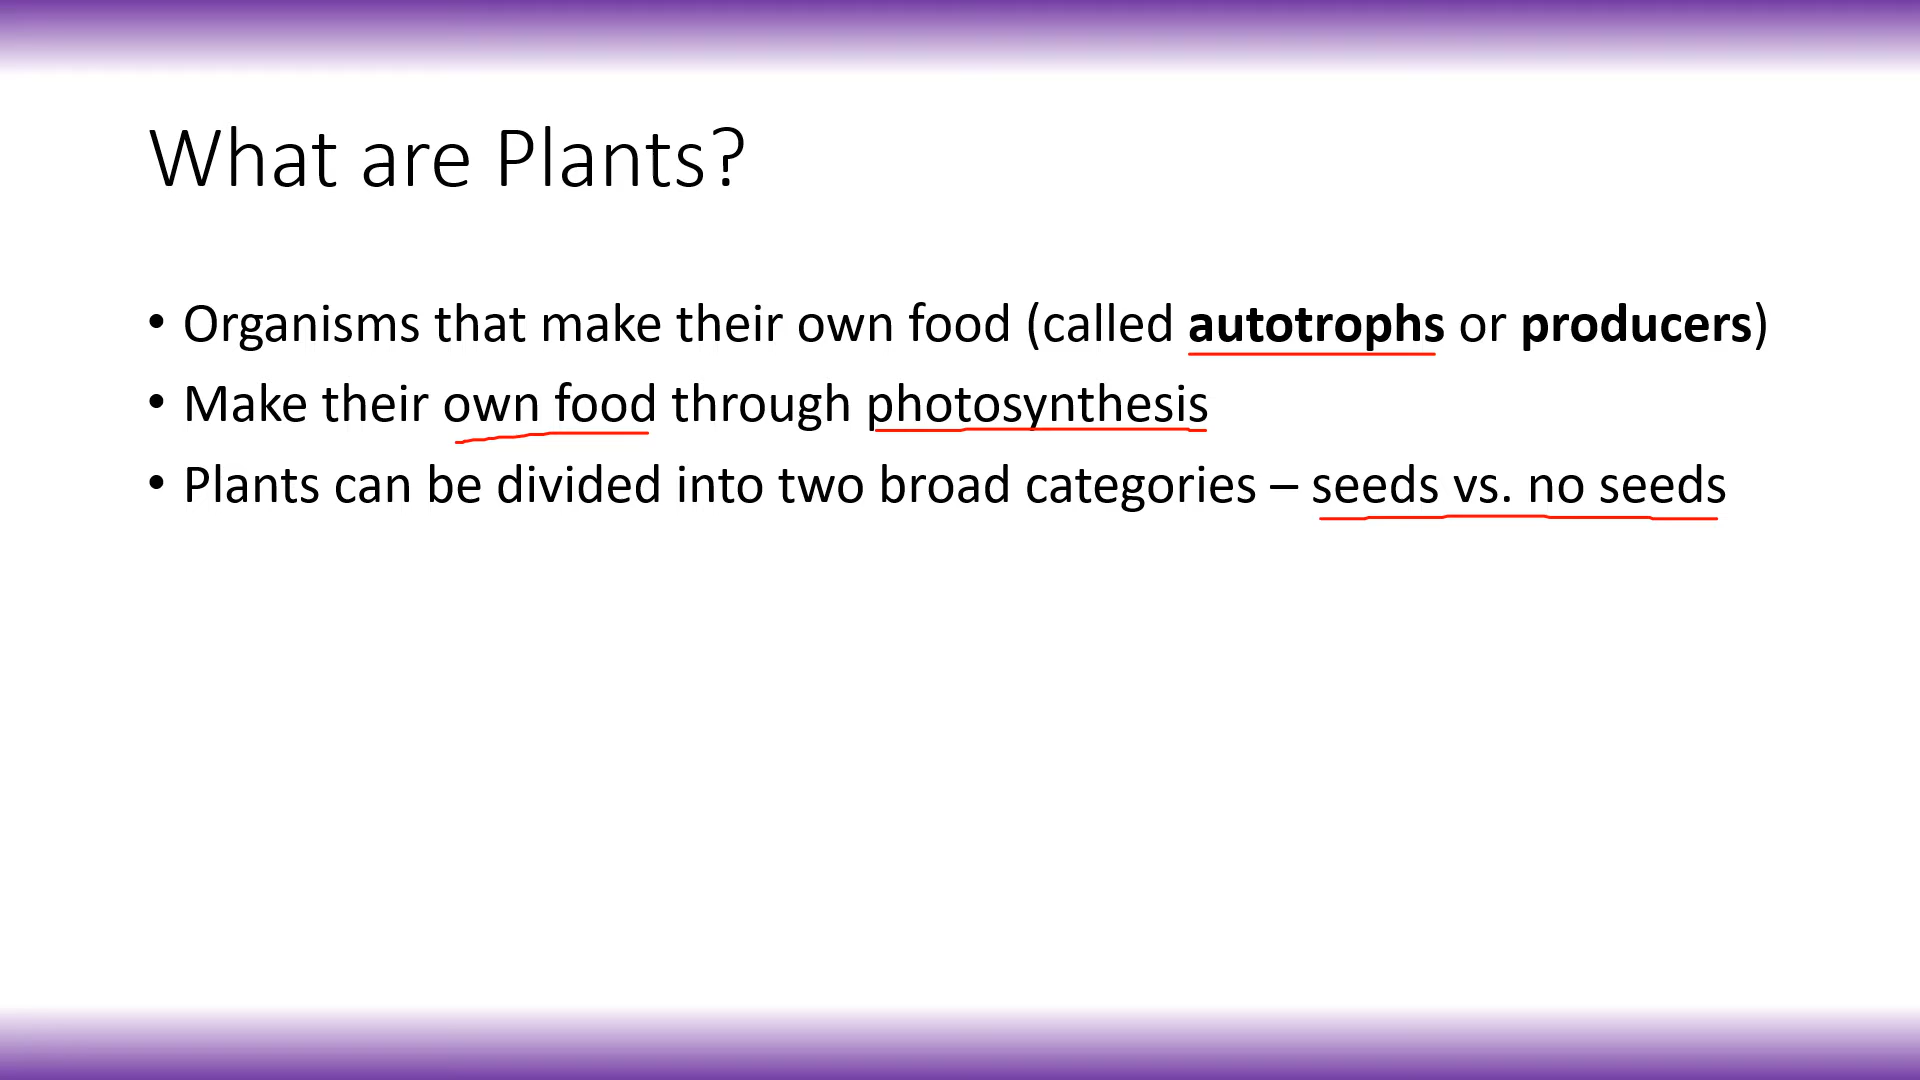 What are Plants?
• Organisms that make their own food (called autotrophs or producers)
• Make their own food through photosynthesis
• Plants can be divided into two broad categories – seeds vs. no seeds